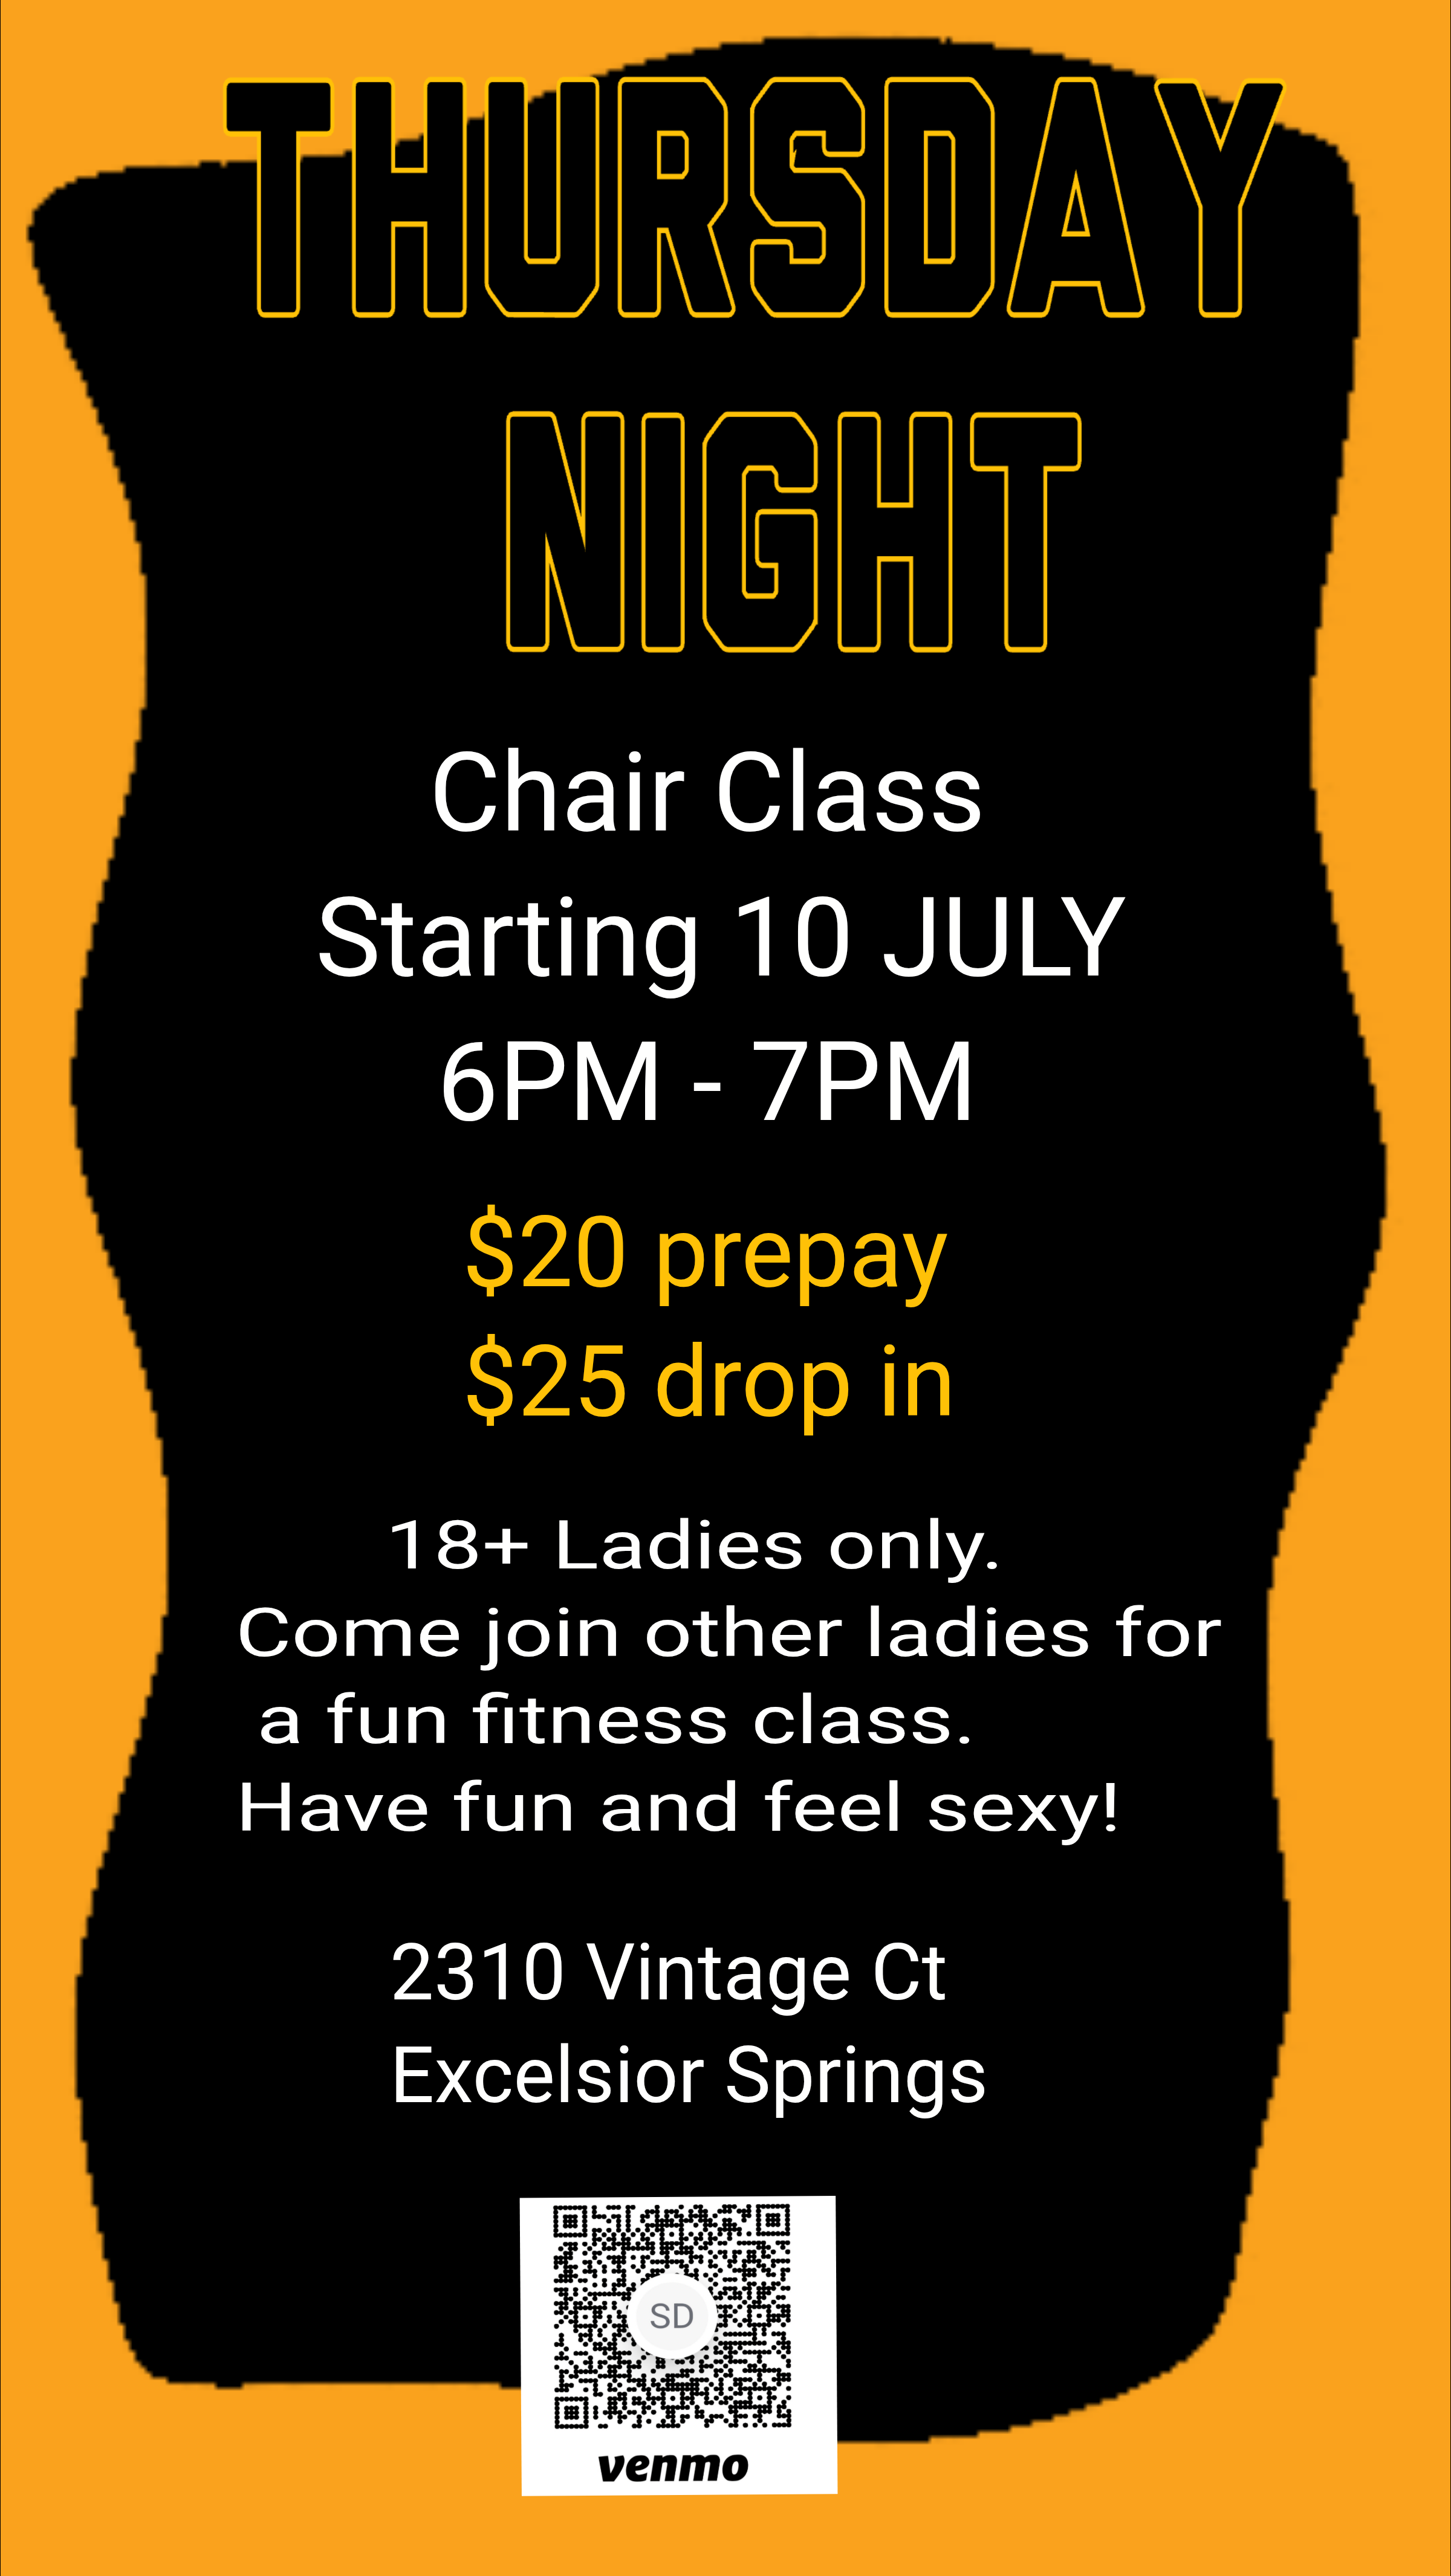 THURSDAY
NIGHT
Chair Class
Starting 10 JULY
6PM - 7PM
$20 prepay
$25 drop in
18+ Ladies only.
Come join other ladies for
a fun fitness class.
Have fun and feel sexy!
2310 Vintage Ct
Excelsior Springs
SD
venmo